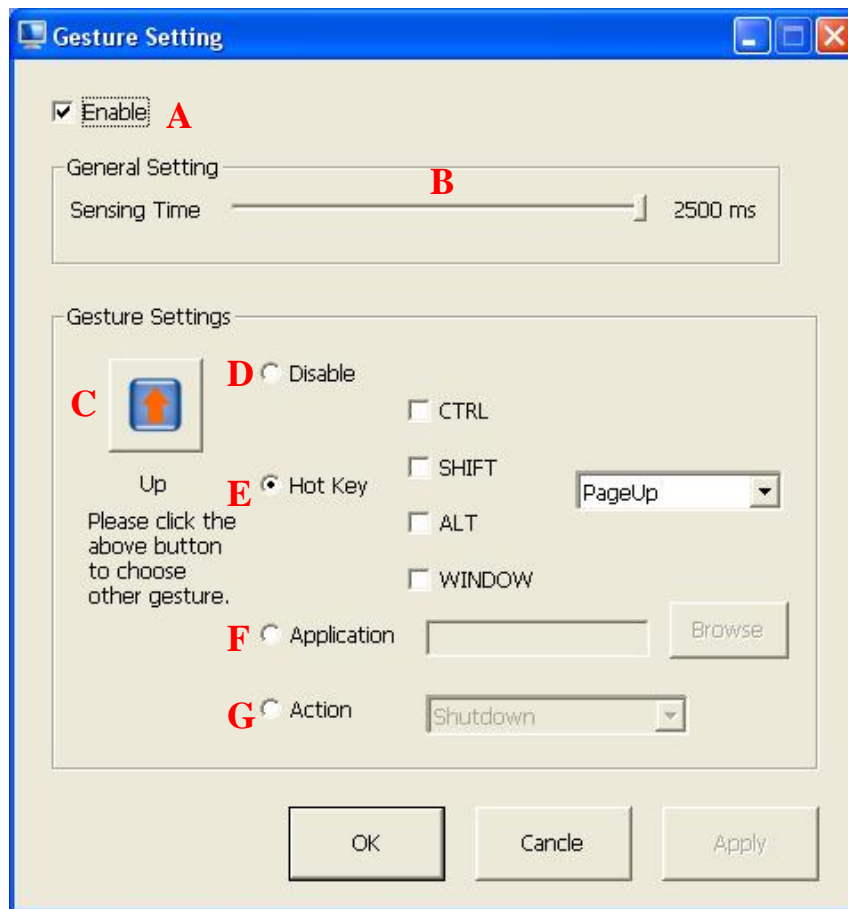 Gesture Setting
Enable A
General Setting
B
Sensing Time 2500 ms
Gesture Settings
C
D Disable
CTRL
SHIFT
Up
E Hot Key
PageUp
Please click the
above button
to choose
other gesture.
ALT
WINDOW
F Application
Browse
G Action
Shutdown
OK
Cancle
Apply